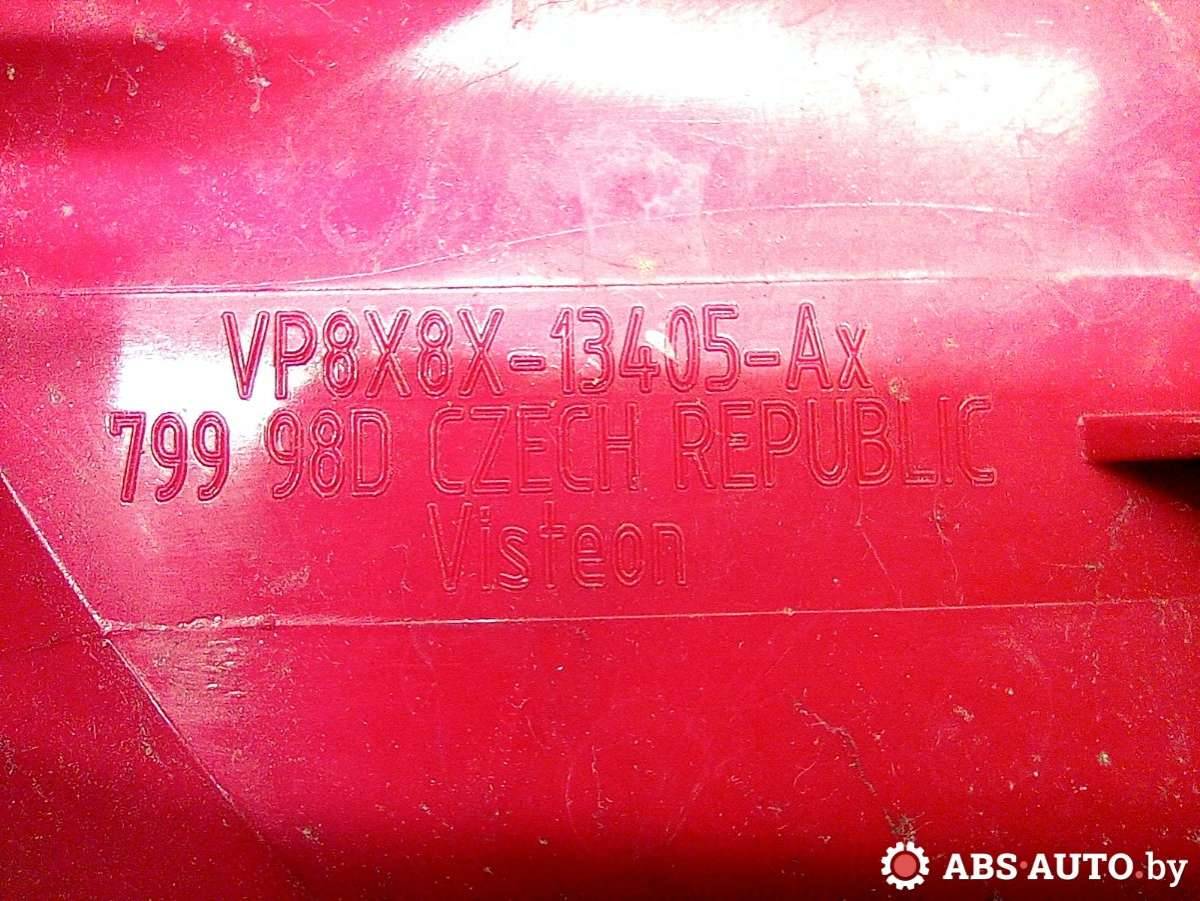 VP8X8X-13405-Ax
799 98D CZECH REPUBLIC
Visteon
ABS·AUTO.by